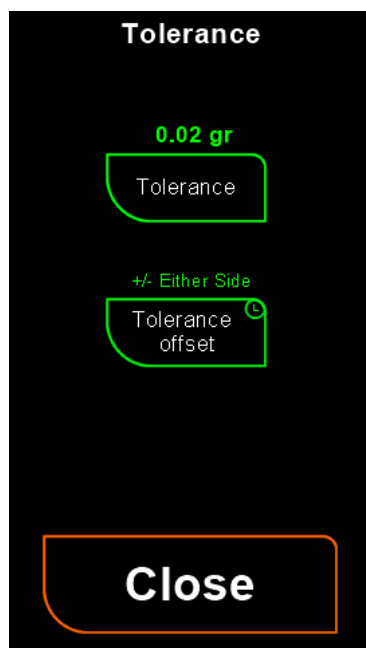 Tolerance
0.02 gr
Tolerance
+/- Either Side
Tolerance
offset
Close